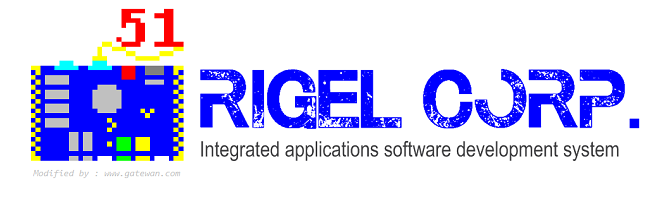 51
RIGEL CORP.
Integrated applications software development system
Modified by : www.gatewan.com